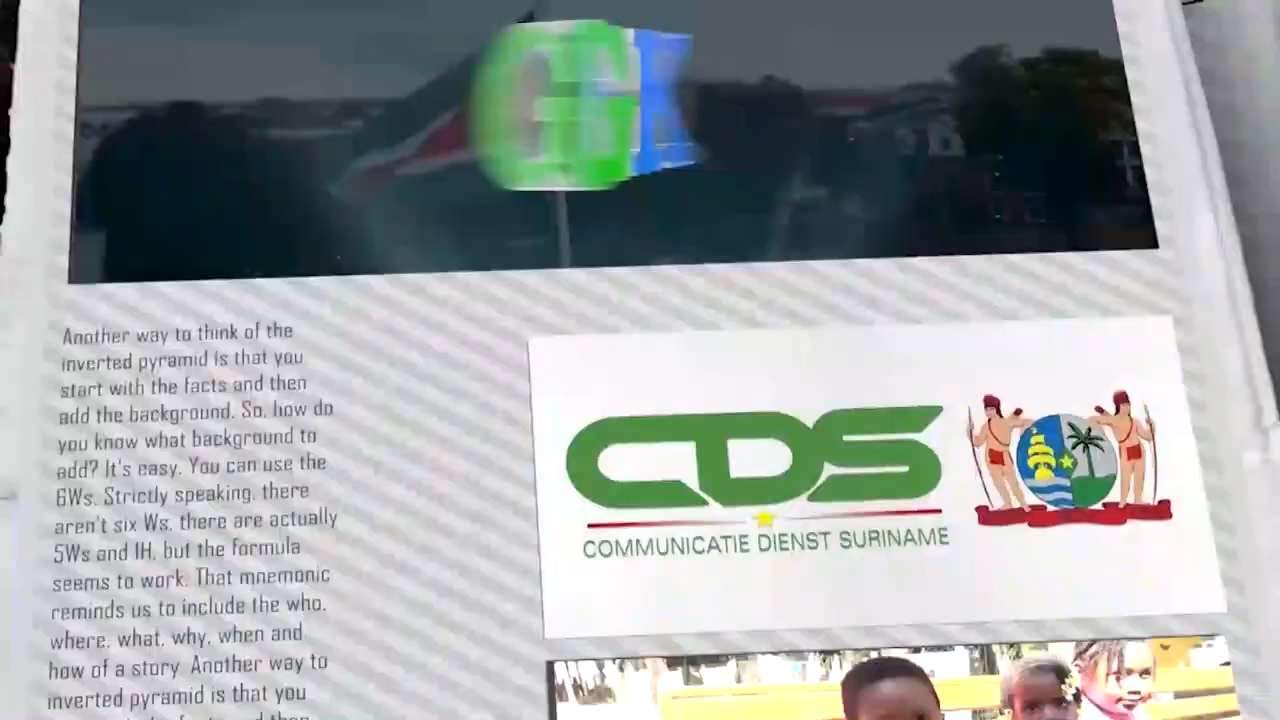 Another way to think of the
inverted pyramid is that you
start with the facts and then
add the background. So, how do
you know what background to
add? It's easy. You can use the
6Ws. Strictly speaking, there
aren't six Ws, there are actually
5Ws and 1H, but the formula
seems to work. That mnemonic
reminds us to include the who,
where, what, why, when and
how of a story. Another way to
inverted pyramid is that you
CDS
COMMUNICATIE DIENST SURINAME